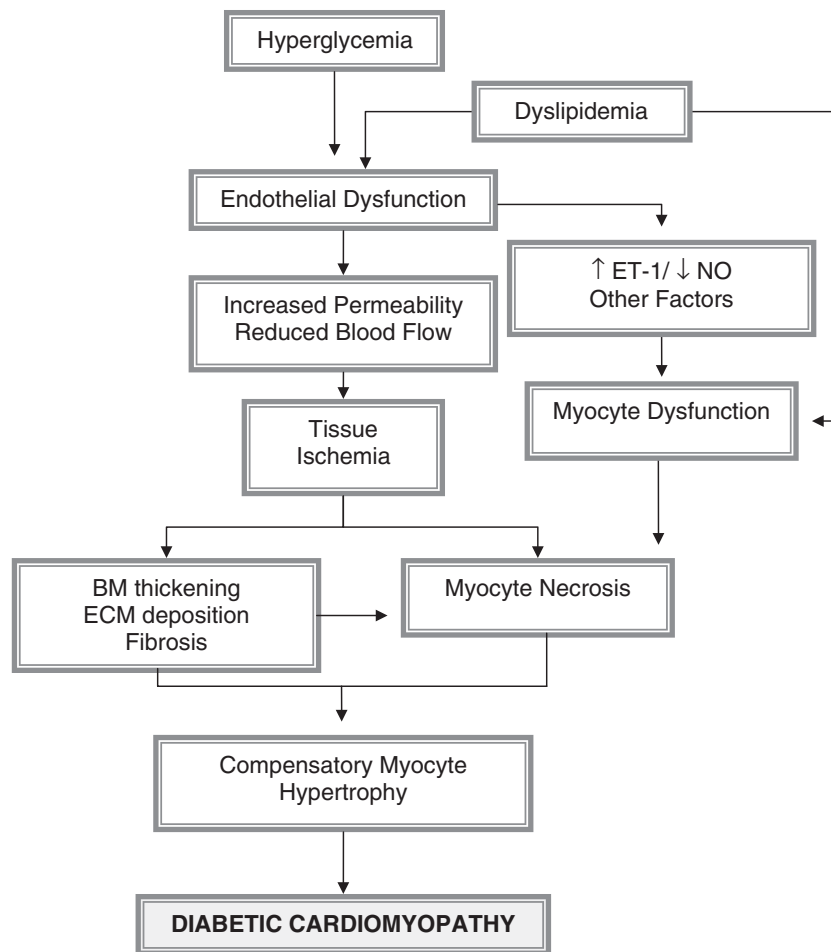 Hyperglycemia
Dyslipidemia
Endothelial Dysfunction
↑ ET-1/ ↓ NO
Other Factors
Increased Permeability
Reduced Blood Flow
Myocyte Dysfunction
Tissue
Ischemia
BM thickening
ECM deposition
Fibrosis
Myocyte Necrosis
Compensatory Myocyte
Hypertrophy
DIABETIC CARDIOMYOPATHY